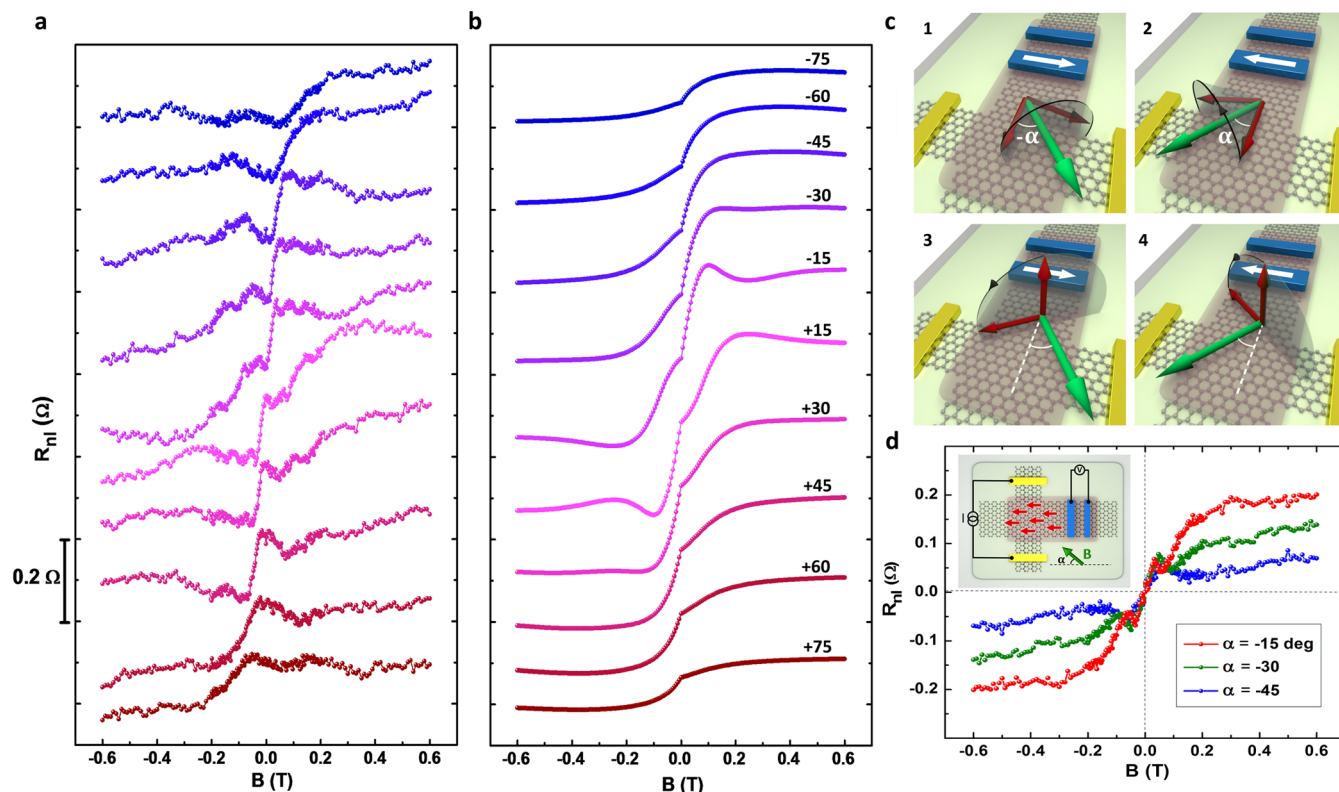 a
R_nl (Ω)
0.2 Ω
-0.6 -0.4 -0.2 0.0 0.2 0.4 0.6
B (T)
b
-75
-60
-45
-30
-15
+15
+30
+45
+60
+75
-0.6 -0.4 -0.2 0.0 0.2 0.4 0.6
B (T)
c
1
-α
2
α
3
4
d
R_nl (Ω)
0.2
0.1
0.0
-0.1
-0.2
V
I
B
α
α = -15 deg
α = -30
α = -45
-0.6 -0.4 -0.2 0.0 0.2 0.4 0.6
B (T)